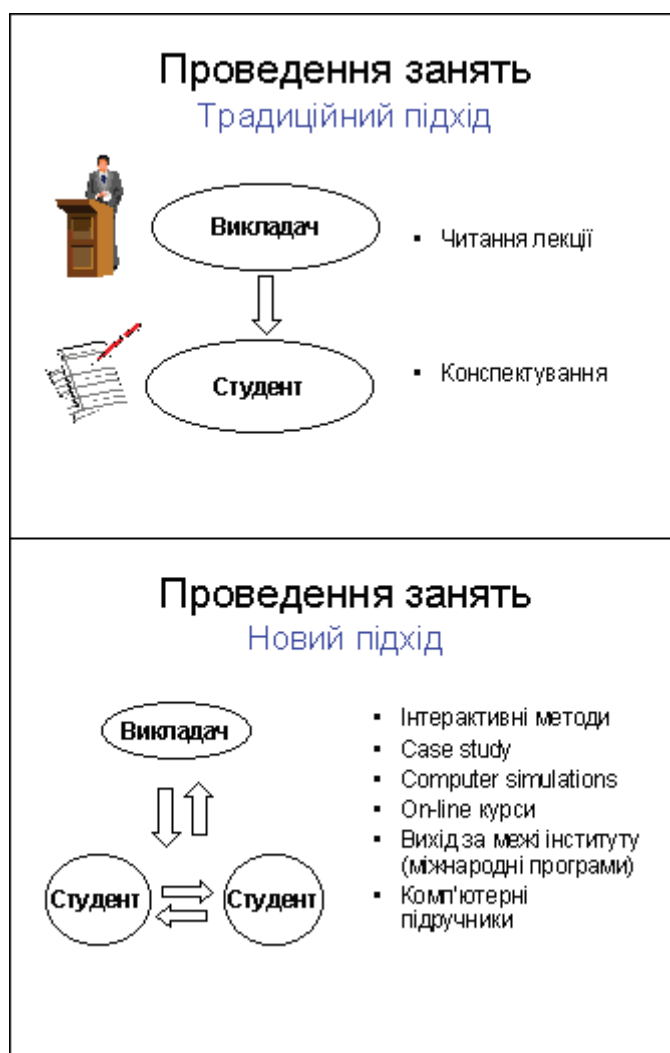 Проведення занять
Традиційний підхід
Викладач
▪ Читання лекції
Студент
▪ Конспектування
Проведення занять
Новий підхід
Викладач
Студент
Студент
▪ Інтерактивні методи
▪ Case study
▪ Computer simulations
▪ On-line курси
▪ Вихід за межі інституту
(міжнародні програми)
▪ Комп'ютерні
підручники